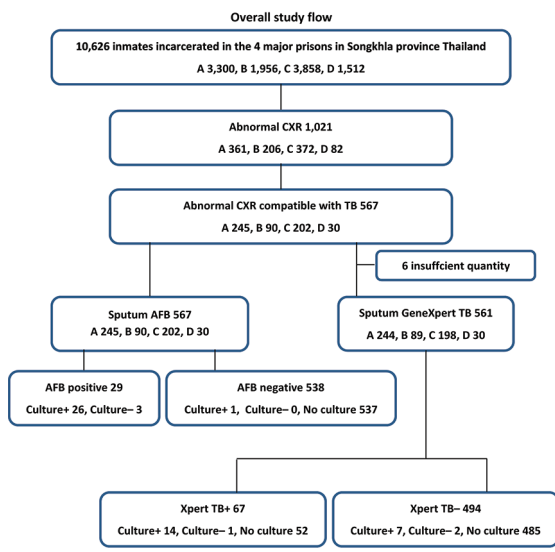 Overall study flow
10,626 inmates incarcerated in the 4 major prisons in Songkhla province Thailand
A 3,300, B 1,956, C 3,858, D 1,512
Abnormal CXR 1,021
A 361, B 206, C 372, D 82
Abnormal CXR compatible with TB 567
A 245, B 90, C 202, D 30
6 insuffcient quantity
Sputum AFB 567
A 245, B 90, C 202, D 30
Sputum GeneXpert TB 561
A 244, B 89, C 198, D 30
AFB positive 29
Culture+ 26, Culture– 3
AFB negative 538
Culture+ 1, Culture– 0, No culture 537
Xpert TB+ 67
Culture+ 14, Culture– 1, No culture 52
Xpert TB– 494
Culture+ 7, Culture– 2, No culture 485